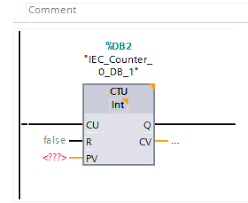 Comment
%DB2
"IEC_Counter_
0_DB_1"
CTU
Int
CU Q
false R CV ...
<???> PV